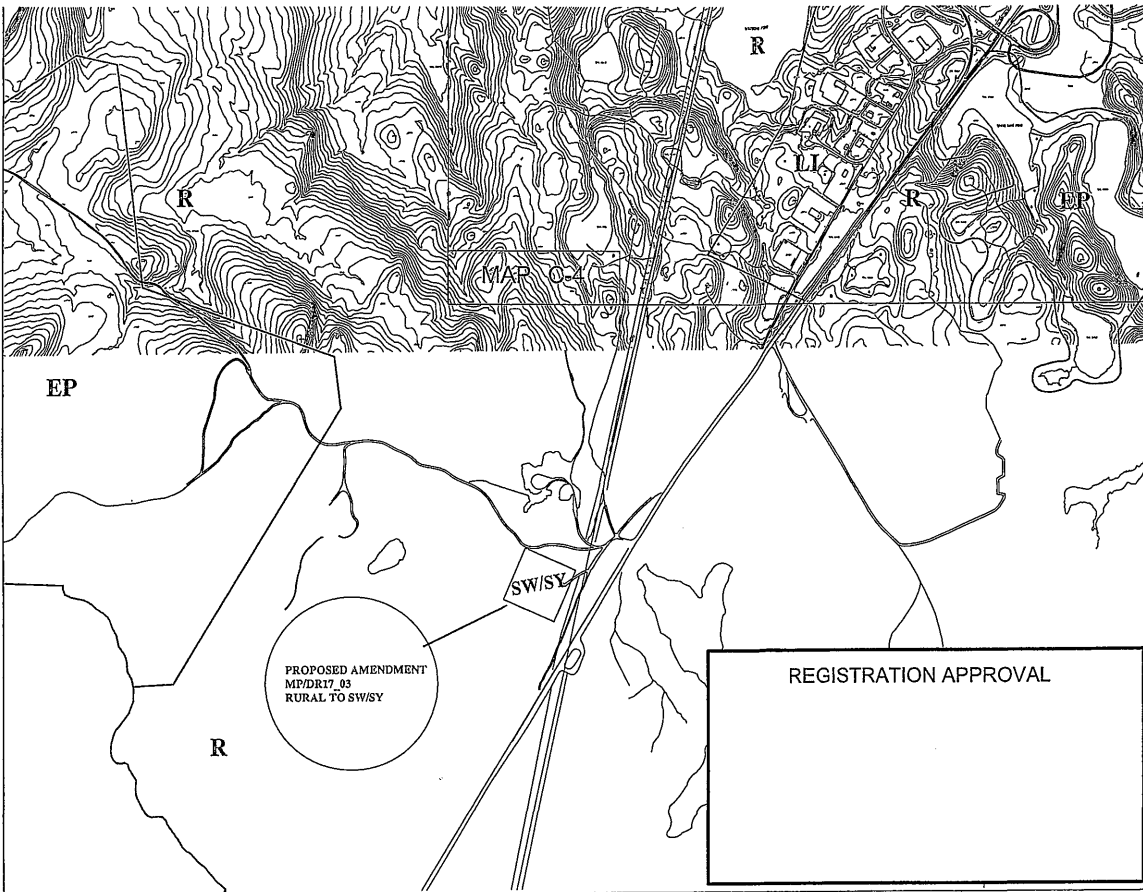 R
LI
R
R
EP
MAP C-4
EP
SW/SY
PROPOSED AMENDMENT
MP/DR17_03
RURAL TO SW/SY
R
REGISTRATION APPROVAL